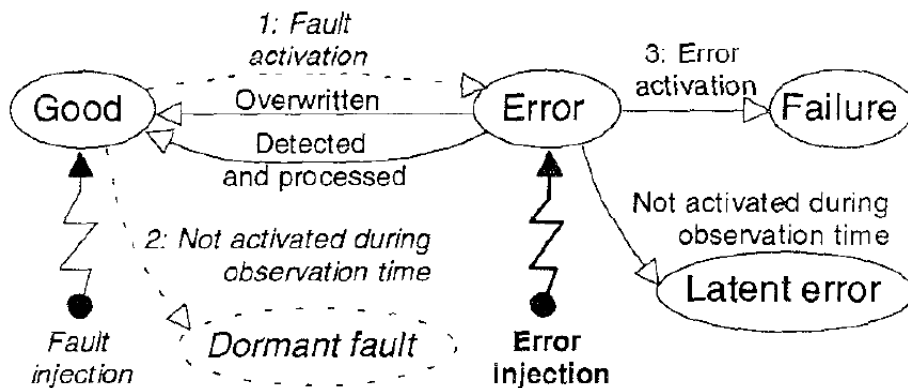 1: Fault
activation
3: Error
activation
Good
Overwritten
Error
Failure
Detected
and processed
2: Not activated during
observation time
Not activated during
observation time
Latent error
Fault
injection
Dormant fault
Error
injection